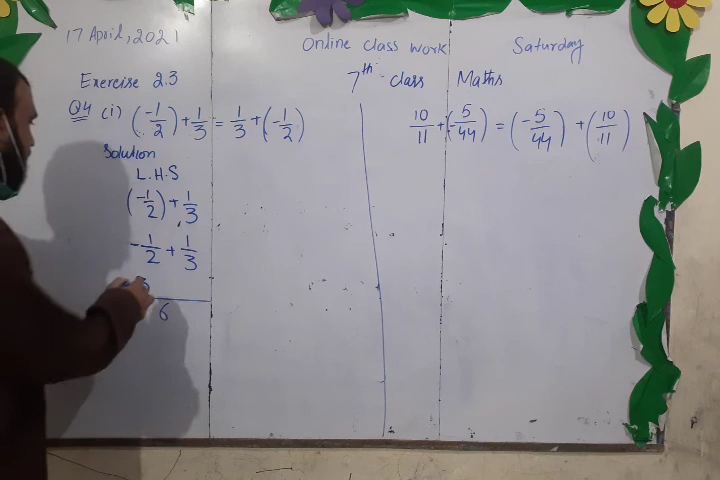 17 April, 2021
Online class work
Saturday
Exercise 2.3
7th class Maths
Q4 (i) (-1/2) + 1/3 = 1/3 + (-1/2)
10/11 + (-5/44) = (-5/44) + (10/11)
Solution
L.H.S
(-1/2) + 1/3
-1/2 + 1/3
6